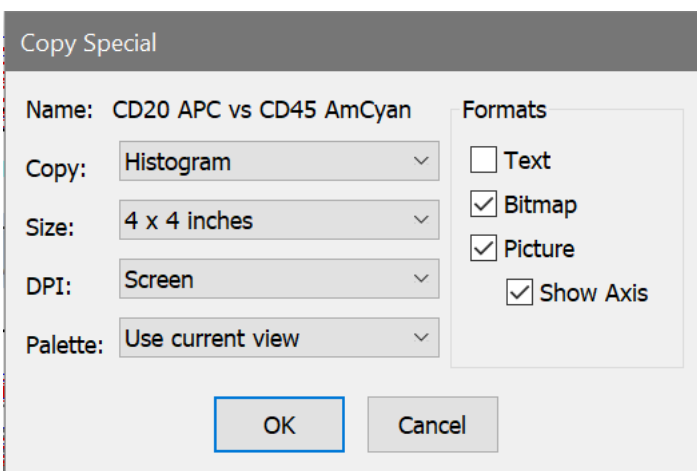 Copy Special
Name: CD20 APC vs CD45 AmCyan
Copy: Histogram
Size: 4 x 4 inches
DPI: Screen
Palette: Use current view
Formats
Text
Bitmap
Picture
Show Axis
OK
Cancel